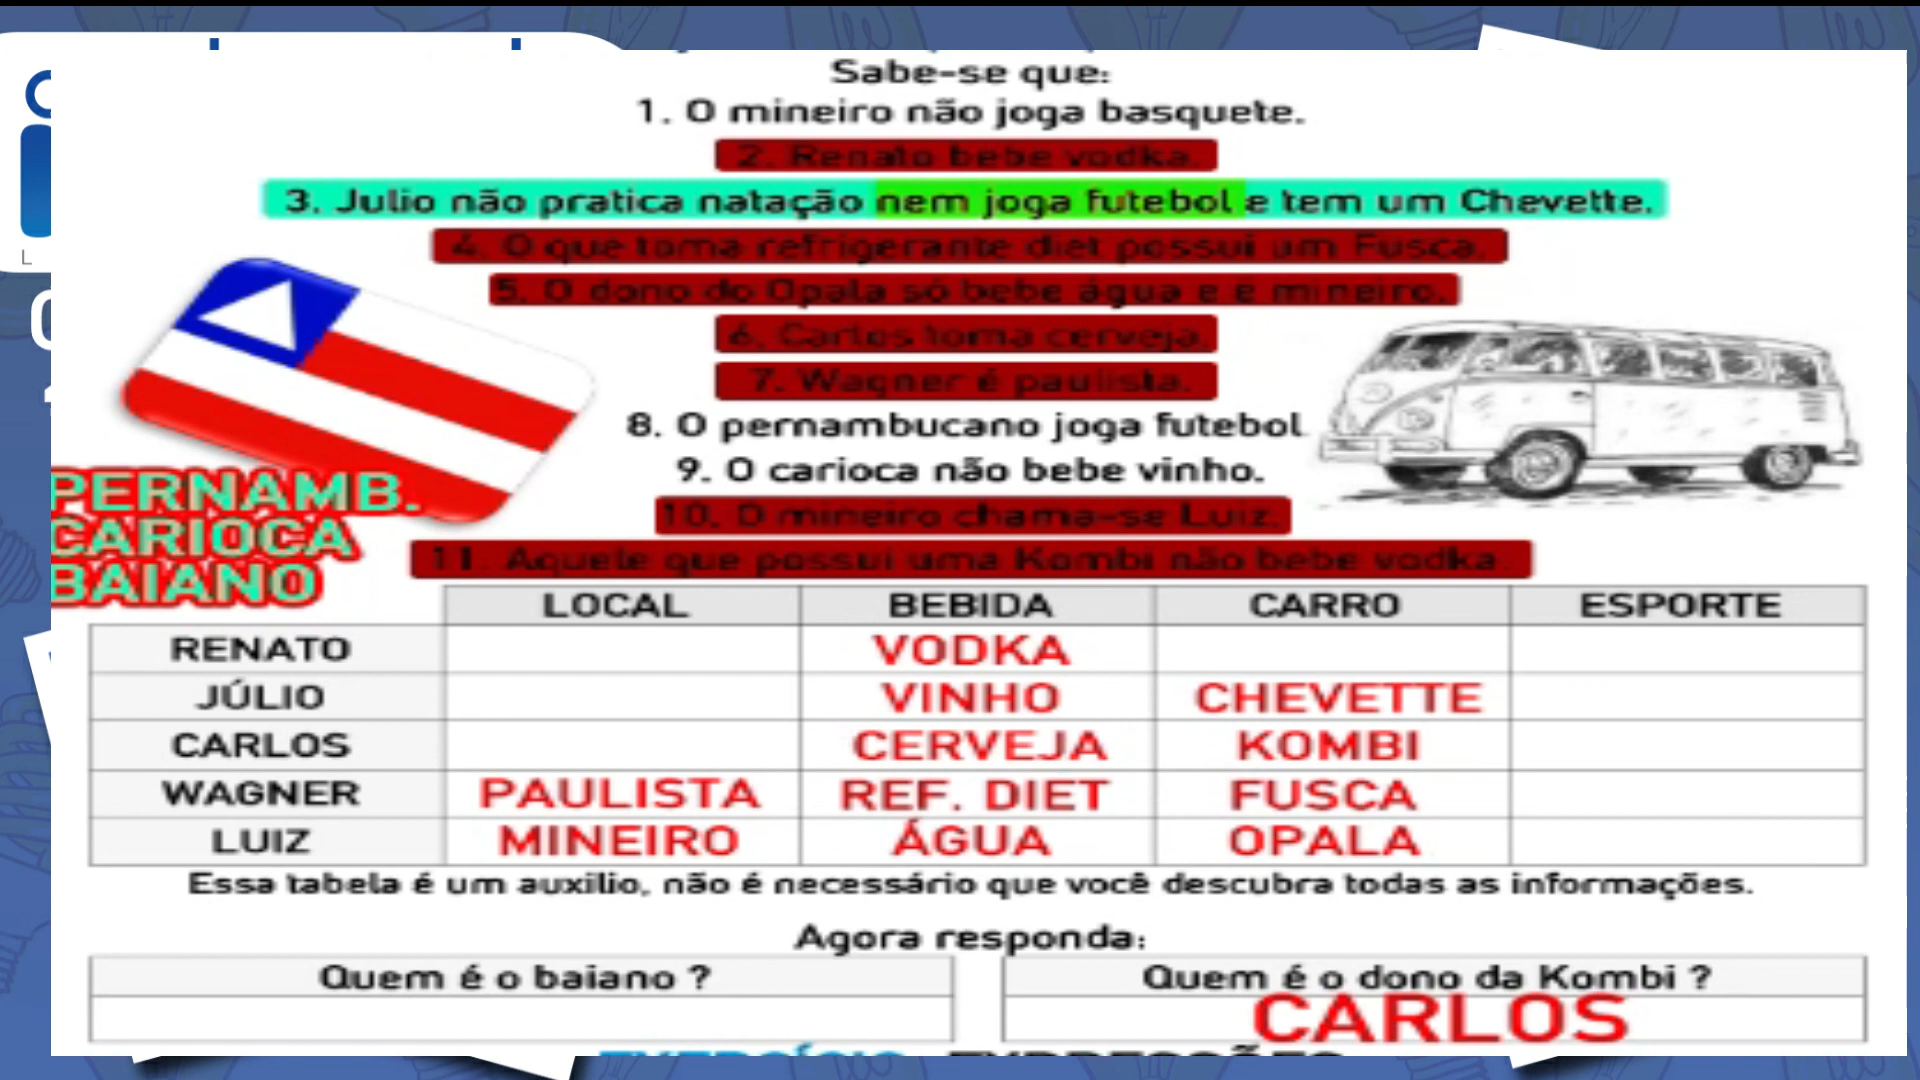 Sabe-se que:
1. O mineiro não joga basquete.
2. Renato bebe vodka.
3. Julio não pratica natação nem joga futebol e tem um Chevette.
4. O que toma refrigerante diet possui um Fusca.
5. O dono do Opala só bebe água e e mineiro.
6. Carlos toma cerveja.
7. Wagner é paulista.
8. O pernambucano joga futebol
9. O carioca não bebe vinho.
10. O mineiro chama-se Luiz.
11. Aquele que possui uma Kombi não bebe vodka.
PERNAMB.
CARIOCA
BAIANO
LOCAL BEBIDA CARRO ESPORTE
RENATO VODKA
JÚLIO VINHO CHEVETTE
CARLOS CERVEJA KOMBI
WAGNER PAULISTA REF. DIET FUSCA
LUIZ MINEIRO ÁGUA OPALA
Essa tabela é um auxilio, não é necessário que você descubra todas as informações.
Agora responda:
Quem é o baiano ? Quem é o dono da Kombi ?
CARLOS